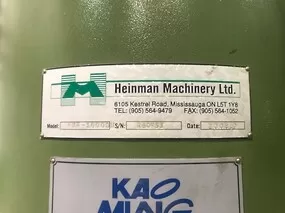 Heinman Machinery Ltd.
6105 Kestrel Road, Mississauga ON L5T 1Y8
TEL: (905) 564-9479 FAX: (905) 564-1052
Model: S/N: Date:
KAO
MING